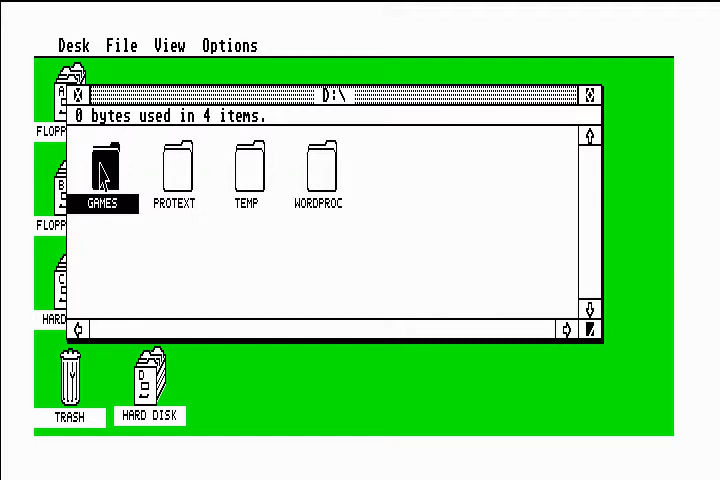 Desk File View Options
D:\
0 bytes used in 4 items.
GAMES PROTEXT TEMP WORDPROC
A
FLOPP
B
FLOPP
C
HARD
D
TRASH HARD DISK